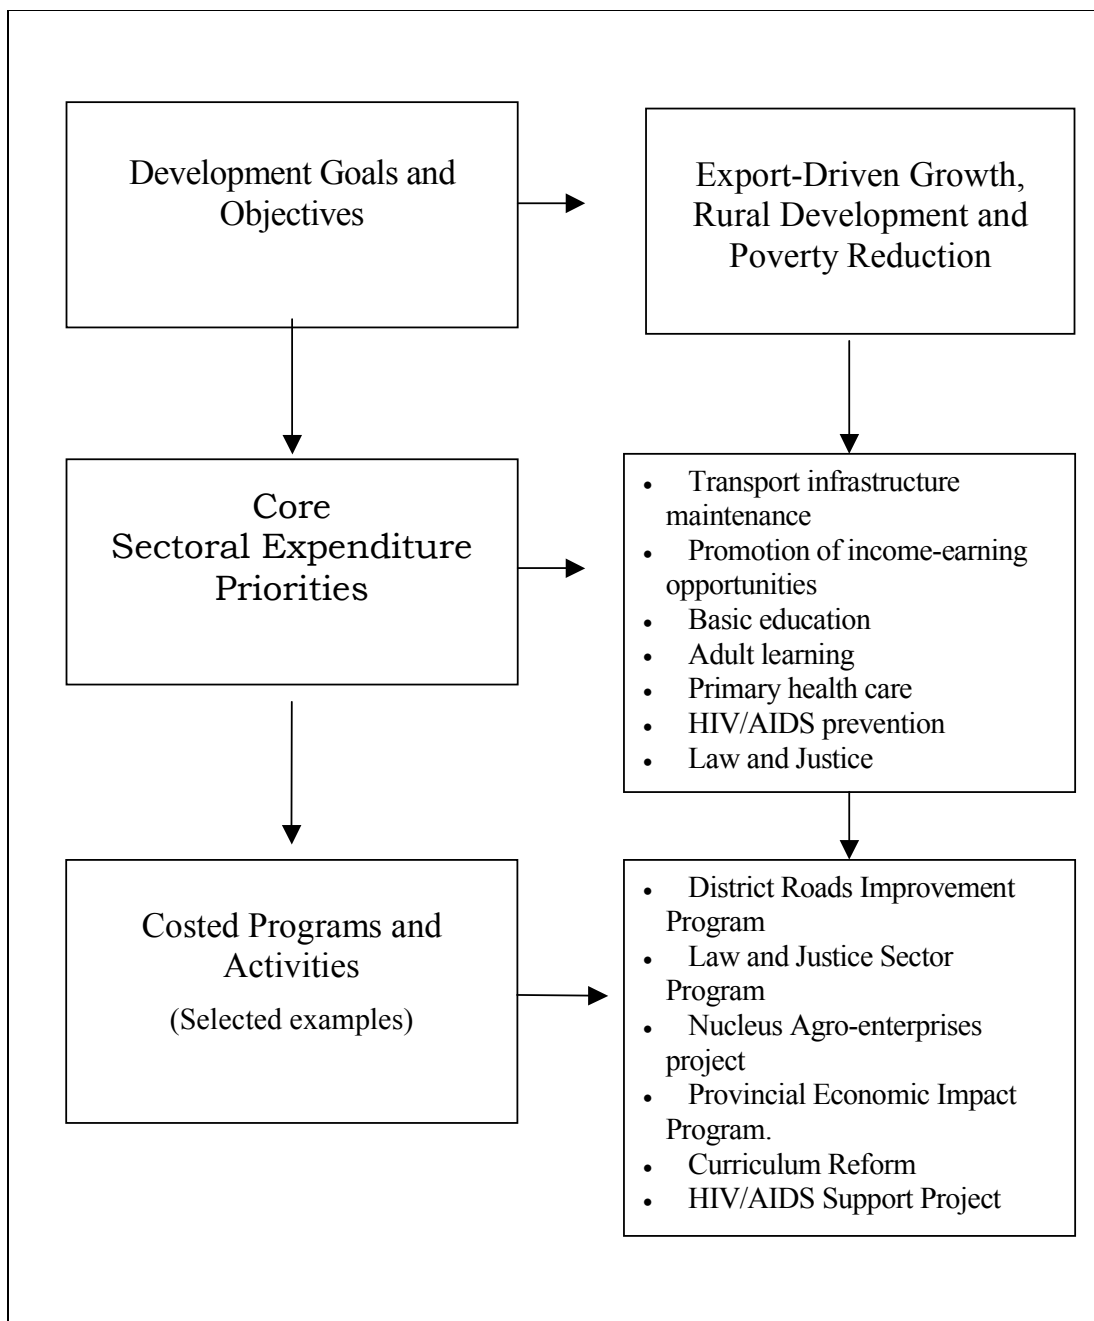 Development Goals and
Objectives
Export-Driven Growth,
Rural Development and
Poverty Reduction
Core
Sectoral Expenditure
Priorities
• Transport infrastructure
maintenance
• Promotion of income-earning
opportunities
• Basic education
• Adult learning
• Primary health care
• HIV/AIDS prevention
• Law and Justice
Costed Programs and
Activities
(Selected examples)
• District Roads Improvement
Program
• Law and Justice Sector
Program
• Nucleus Agro-enterprises
project
• Provincial Economic Impact
Program.
• Curriculum Reform
• HIV/AIDS Support Project